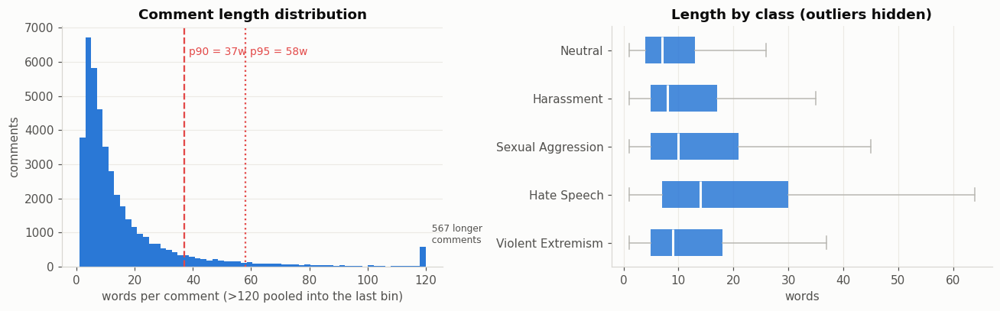 Comment length distribution
7000
6000
5000
4000
3000
2000
1000
0
comments
p90 = 37w
p95 = 58w
567 longer
comments
0 20 40 60 80 100 120
words per comment (>120 pooled into the last bin)
Length by class (outliers hidden)
Neutral
Harassment
Sexual Aggression
Hate Speech
Violent Extremism
0 10 20 30 40 50 60
words